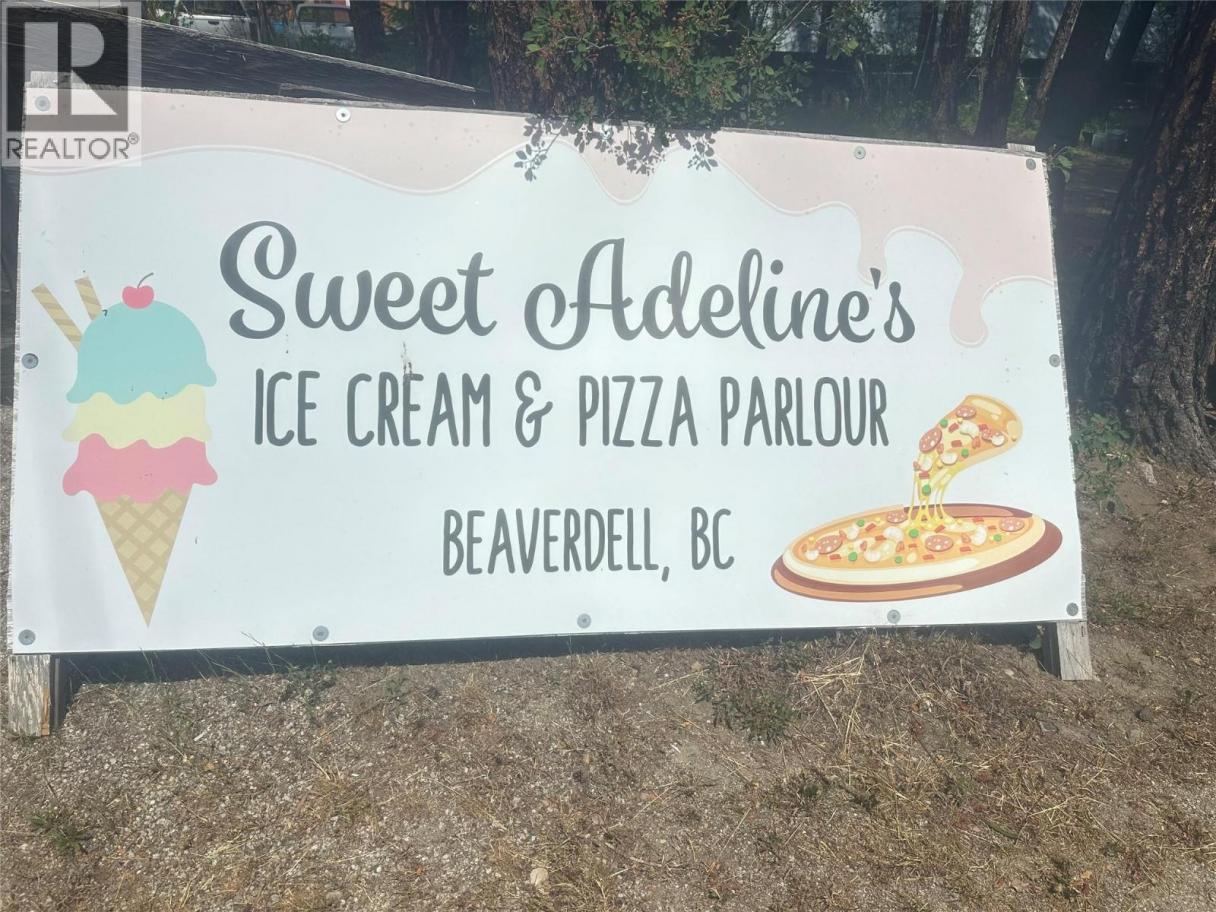 R
REALTOR®
Sweet Adeline's
ICE CREAM & PIZZA PARLOUR
BEAVERDELL, BC